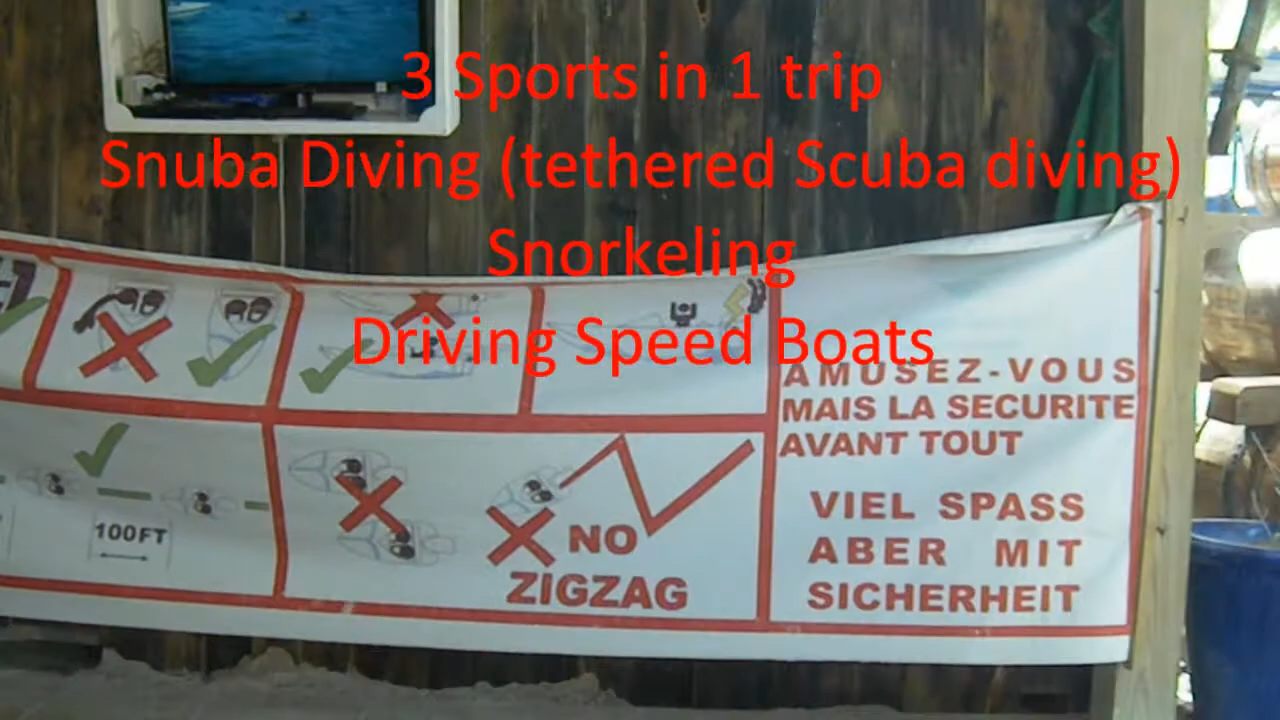 3 Sports in 1 trip
Snuba Diving (tethered Scuba diving)
Snorkeling
Driving Speed Boats
AMUSEZ-VOUS
MAIS LA SECURITE
AVANT TOUT
VIEL SPASS
ABER MIT
SICHERHEIT
100FT
NO
ZIGZAG